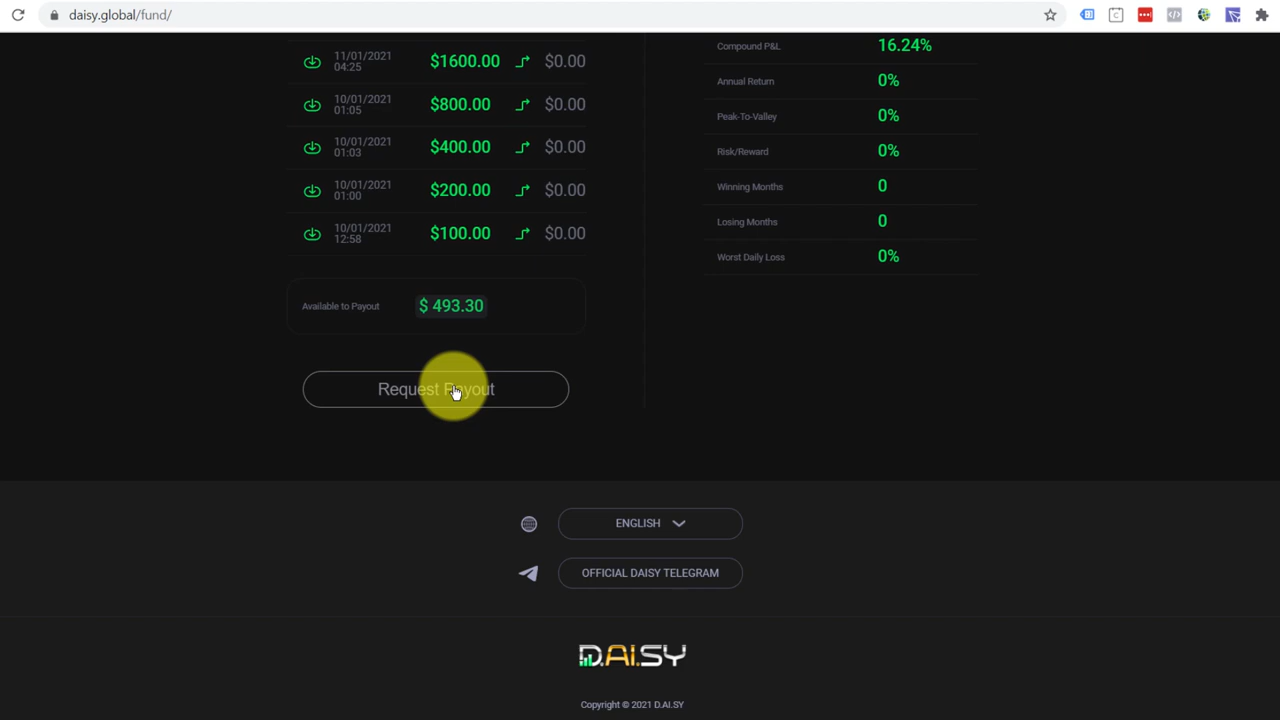 daisy.global/fund/
11/01/2021 04:25 $1600.00 $0.00
10/01/2021 01:05 $800.00 $0.00
10/01/2021 01:03 $400.00 $0.00
10/01/2021 01:00 $200.00 $0.00
10/01/2021 12:58 $100.00 $0.00
Available to Payout $ 493.30
Request Payout
Compound P&L 16.24%
Annual Return 0%
Peak-To-Valley 0%
Risk/Reward 0%
Winning Months 0
Losing Months 0
Worst Daily Loss 0%
ENGLISH
OFFICIAL DAISY TELEGRAM
D.AI.SY
Copyright © 2021 D.AI.SY